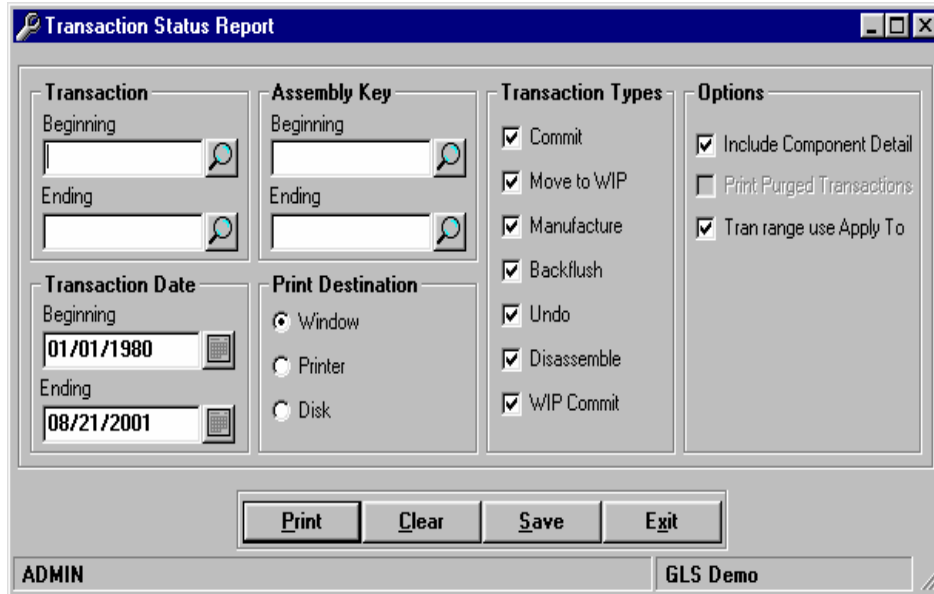 Transaction Status Report
Transaction
Beginning
Ending
Assembly Key
Beginning
Ending
Transaction Types
Commit
Move to WIP
Manufacture
Backflush
Undo
Disassemble
WIP Commit
Options
Include Component Detail
Print Purged Transactions
Tran range use Apply To
Transaction Date
Beginning
01/01/1980
Ending
08/21/2001
Print Destination
Window
Printer
Disk
Print
Clear
Save
Exit
ADMIN
GLS Demo